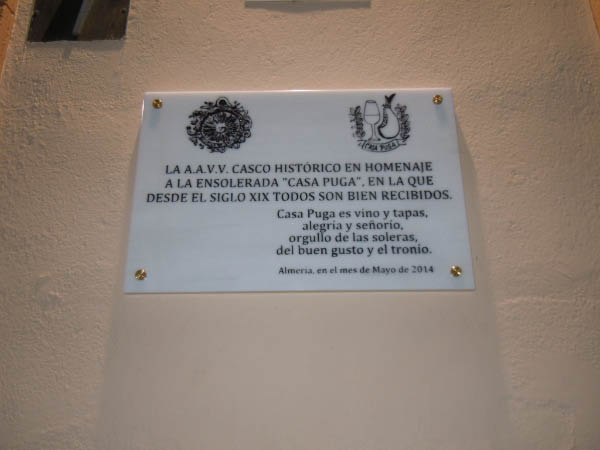 CASA PUGA
LA A.A.V.V. CASCO HISTÓRICO EN HOMENAJE
A LA ENSOLERADA "CASA PUGA", EN LA QUE
DESDE EL SIGLO XIX TODOS SON BIEN RECIBIDOS.
Casa Puga es vino y tapas,
alegría y señorío,
orgullo de las soleras,
del buen gusto y el tronío.
Almería, en el mes de Mayo de 2014